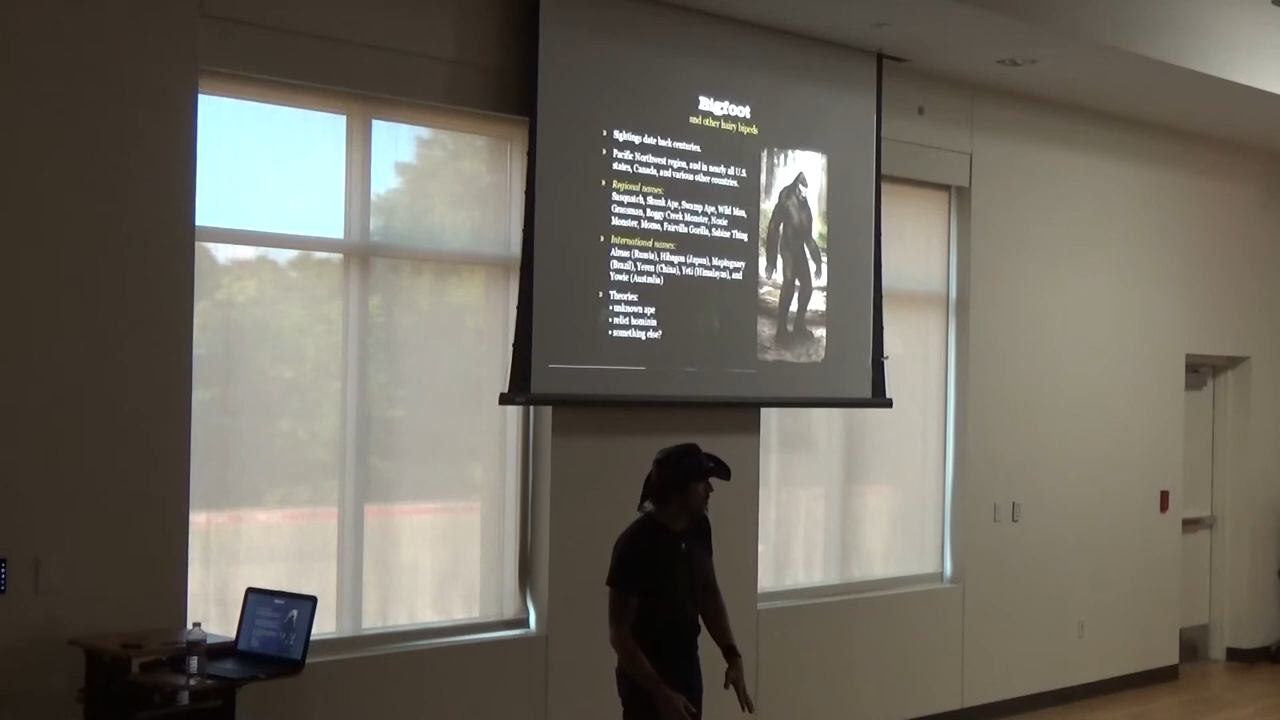 Bigfoot
and other hairy bipeds
» Sightings date back centuries.
» Pacific Northwest region, and in nearly all U.S.
states, Canada, and various other countries.
» Regional names:
Sasquatch, Skunk Ape, Swamp Ape, Wild Man,
Grassman, Boggy Creek Monster, Noxie
Monster, Momo, Fairville Gorilla, Sabine Thing
» International names:
Almas (Russia), Hibagon (Japan), Mapinguary
(Brazil), Yeren (China), Yeti (Himalayas), and
Yowie (Australia)
» Theories:
• unknown ape
• relict hominin
• something else?